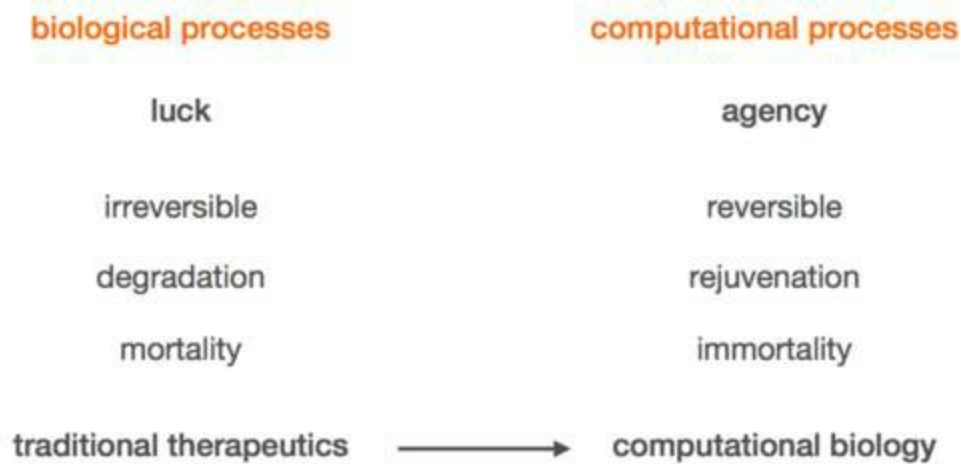 biological processes computational processes
luck agency
irreversible reversible
degradation rejuvenation
mortality immortality
traditional therapeutics computational biology